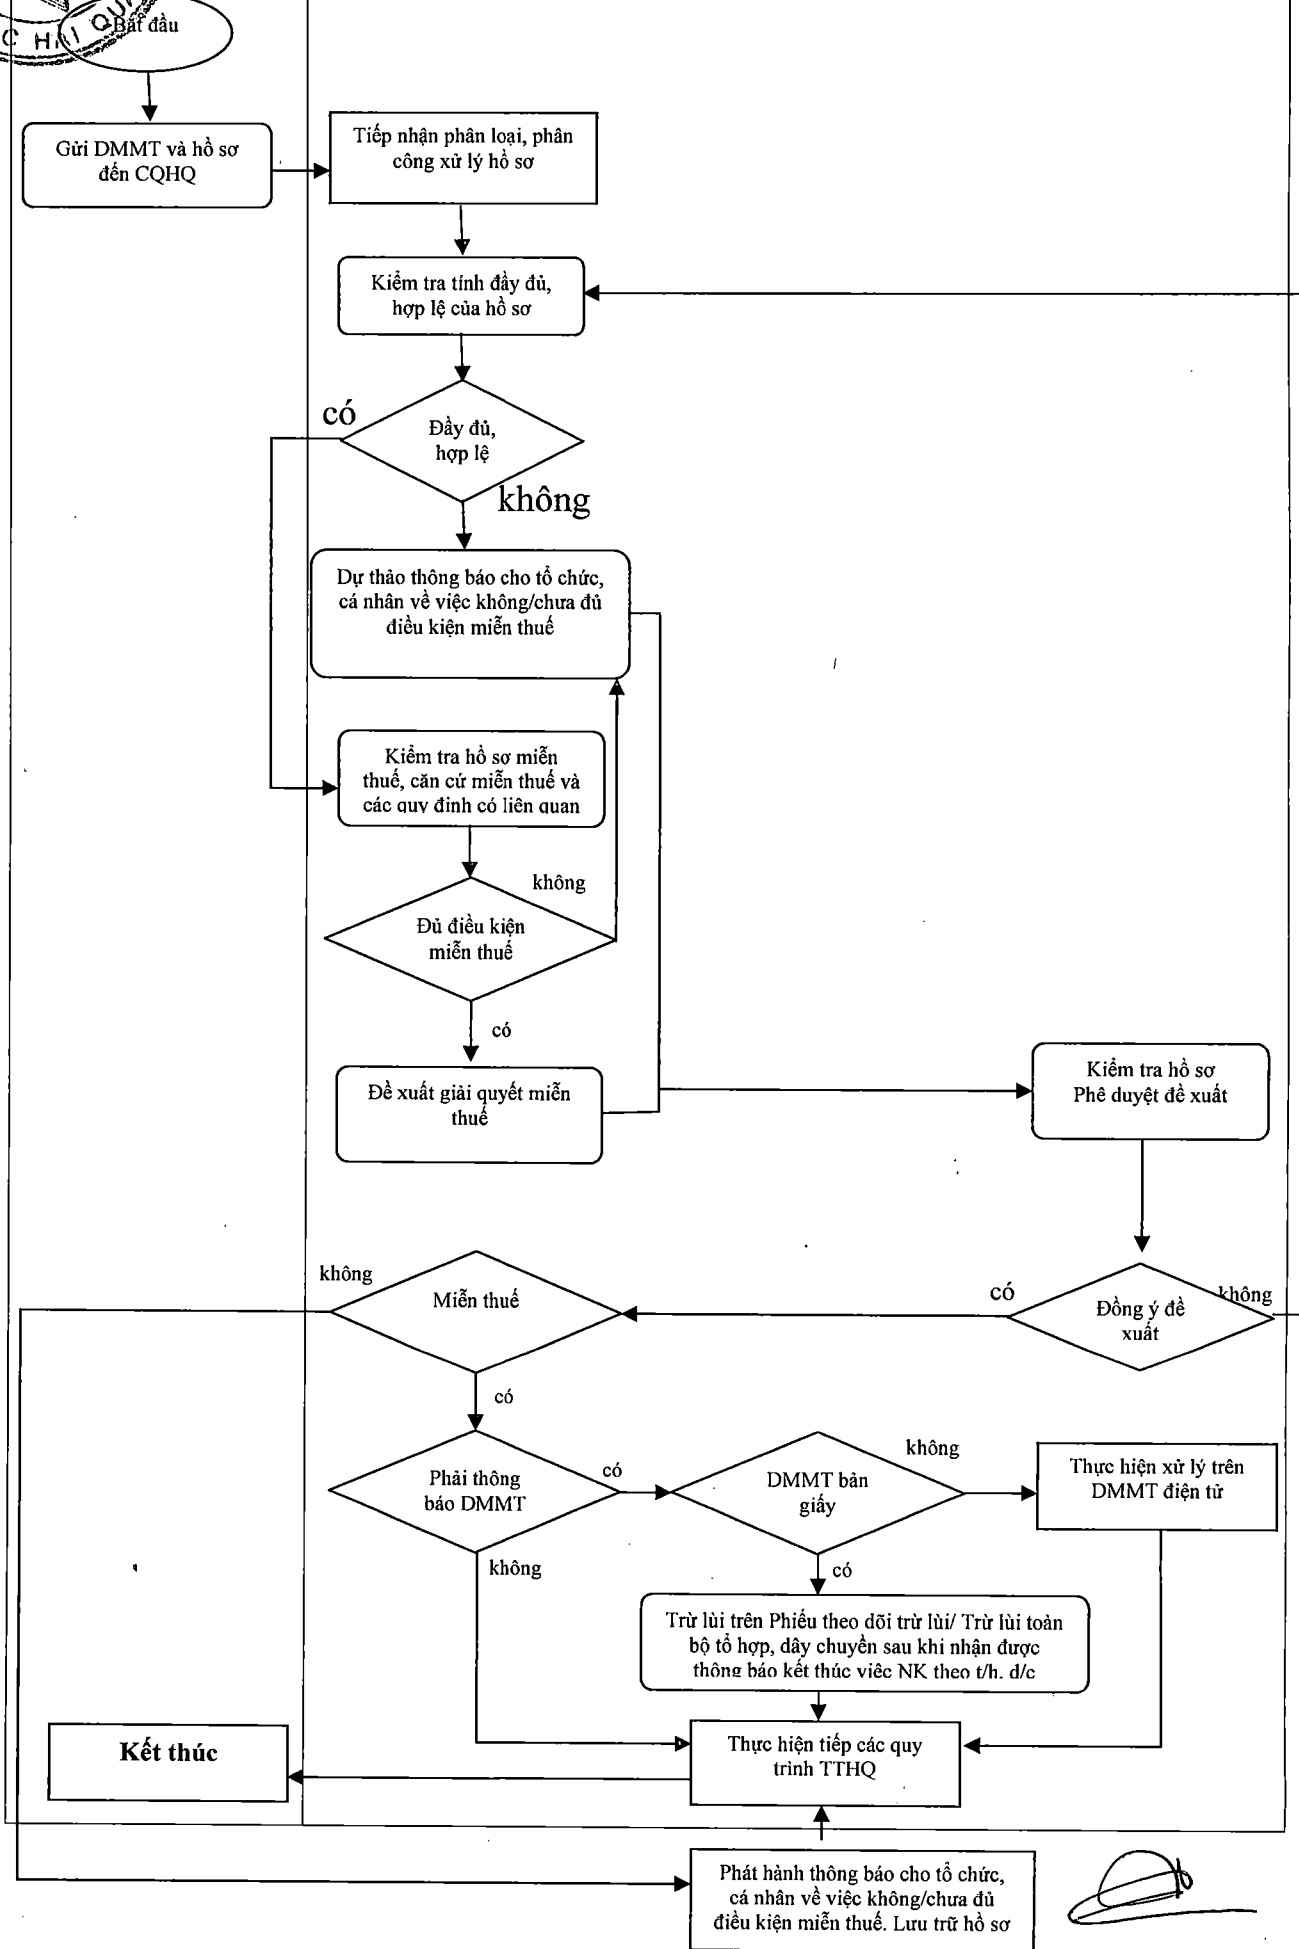 C HẢI QUA
Bắt đầu
Gửi DMMT và hồ sơ
đến CQHQ
Tiếp nhận phân loại, phân
công xử lý hồ sơ
Kiểm tra tính đầy đủ,
hợp lệ của hồ sơ
có
Đầy đủ,
hợp lệ
không
Dự thảo thông báo cho tổ chức,
cá nhân về việc không/chưa đủ
điều kiện miễn thuế
Kiểm tra hồ sơ miễn
thuế, căn cứ miễn thuế và
các quy định có liên quan
không
Đủ điều kiện
miễn thuế
có
Đề xuất giải quyết miễn
thuế
Kiểm tra hồ sơ
Phê duyệt đề xuất
không
Miễn thuế
có
không
Đồng ý đề
xuất
có
Phải thông
báo DMMT
có
DMMT bản
giấy
không
Thực hiện xử lý trên
DMMT điện tử
không
có
Trừ lùi trên Phiếu theo dõi trừ lùi/ Trừ lùi toàn
bộ tổ hợp, dây chuyền sau khi nhận được
thông báo kết thúc việc NK theo t/h, d/c
Kết thúc
Thực hiện tiếp các quy
trình TTHQ
Phát hành thông báo cho tổ chức,
cá nhân về việc không/chưa đủ
điều kiện miễn thuế. Lưu trữ hồ sơ